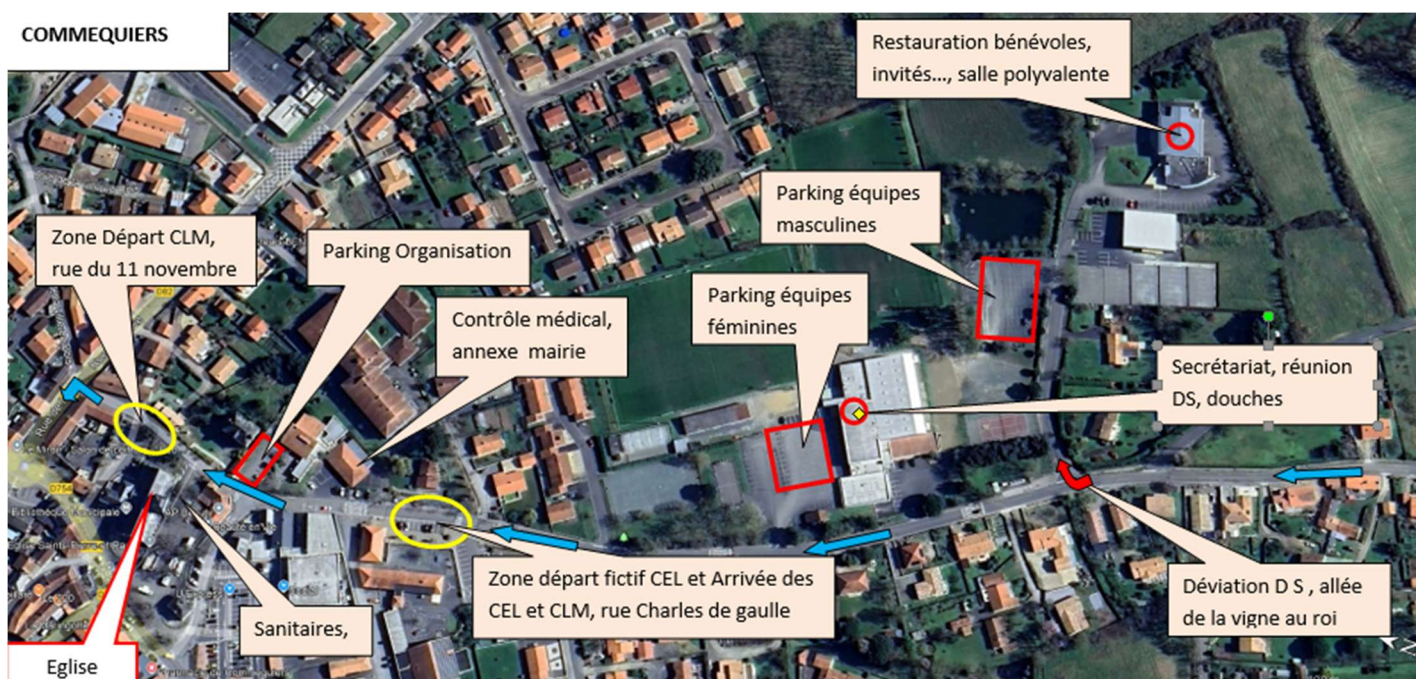 COMMEQUIERS
Restauration bénévoles,
invités…, salle polyvalente
Parking équipes
masculines
Zone Départ CLM,
rue du 11 novembre
Parking Organisation
Contrôle médical,
annexe mairie
Parking équipes
féminines
Secrétariat, réunion
DS, douches
D82
D754
Zone départ fictif CEL et Arrivée des
CEL et CLM, rue Charles de gaulle
Déviation D S , allée
de la vigne au roi
Sanitaires,
Eglise